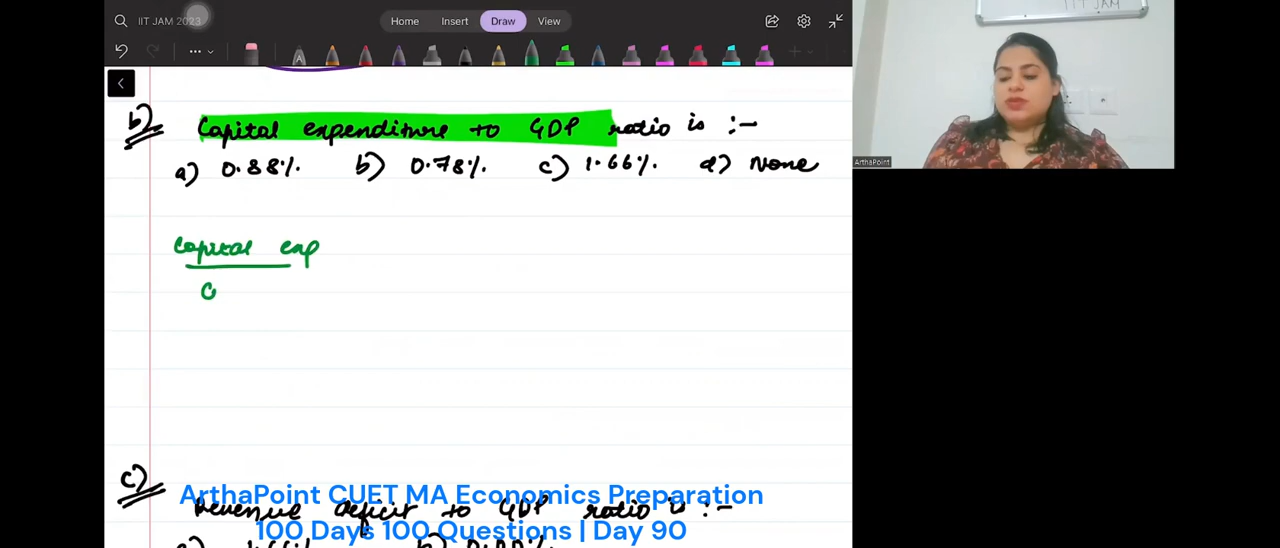 IIT JAM 2023
Home Insert Draw View
IIT JAM
b) Capital expenditure to GDP ratio is :-
a) 0.88% b) 0.78% c) 1.66% d) None
ArthaPoint
Capital exp
G
c)
ArthaPoint CUET MA Economics Preparation
Revenue deficit to GDP ratio is :-
100 Days 100 Questions | Day 90